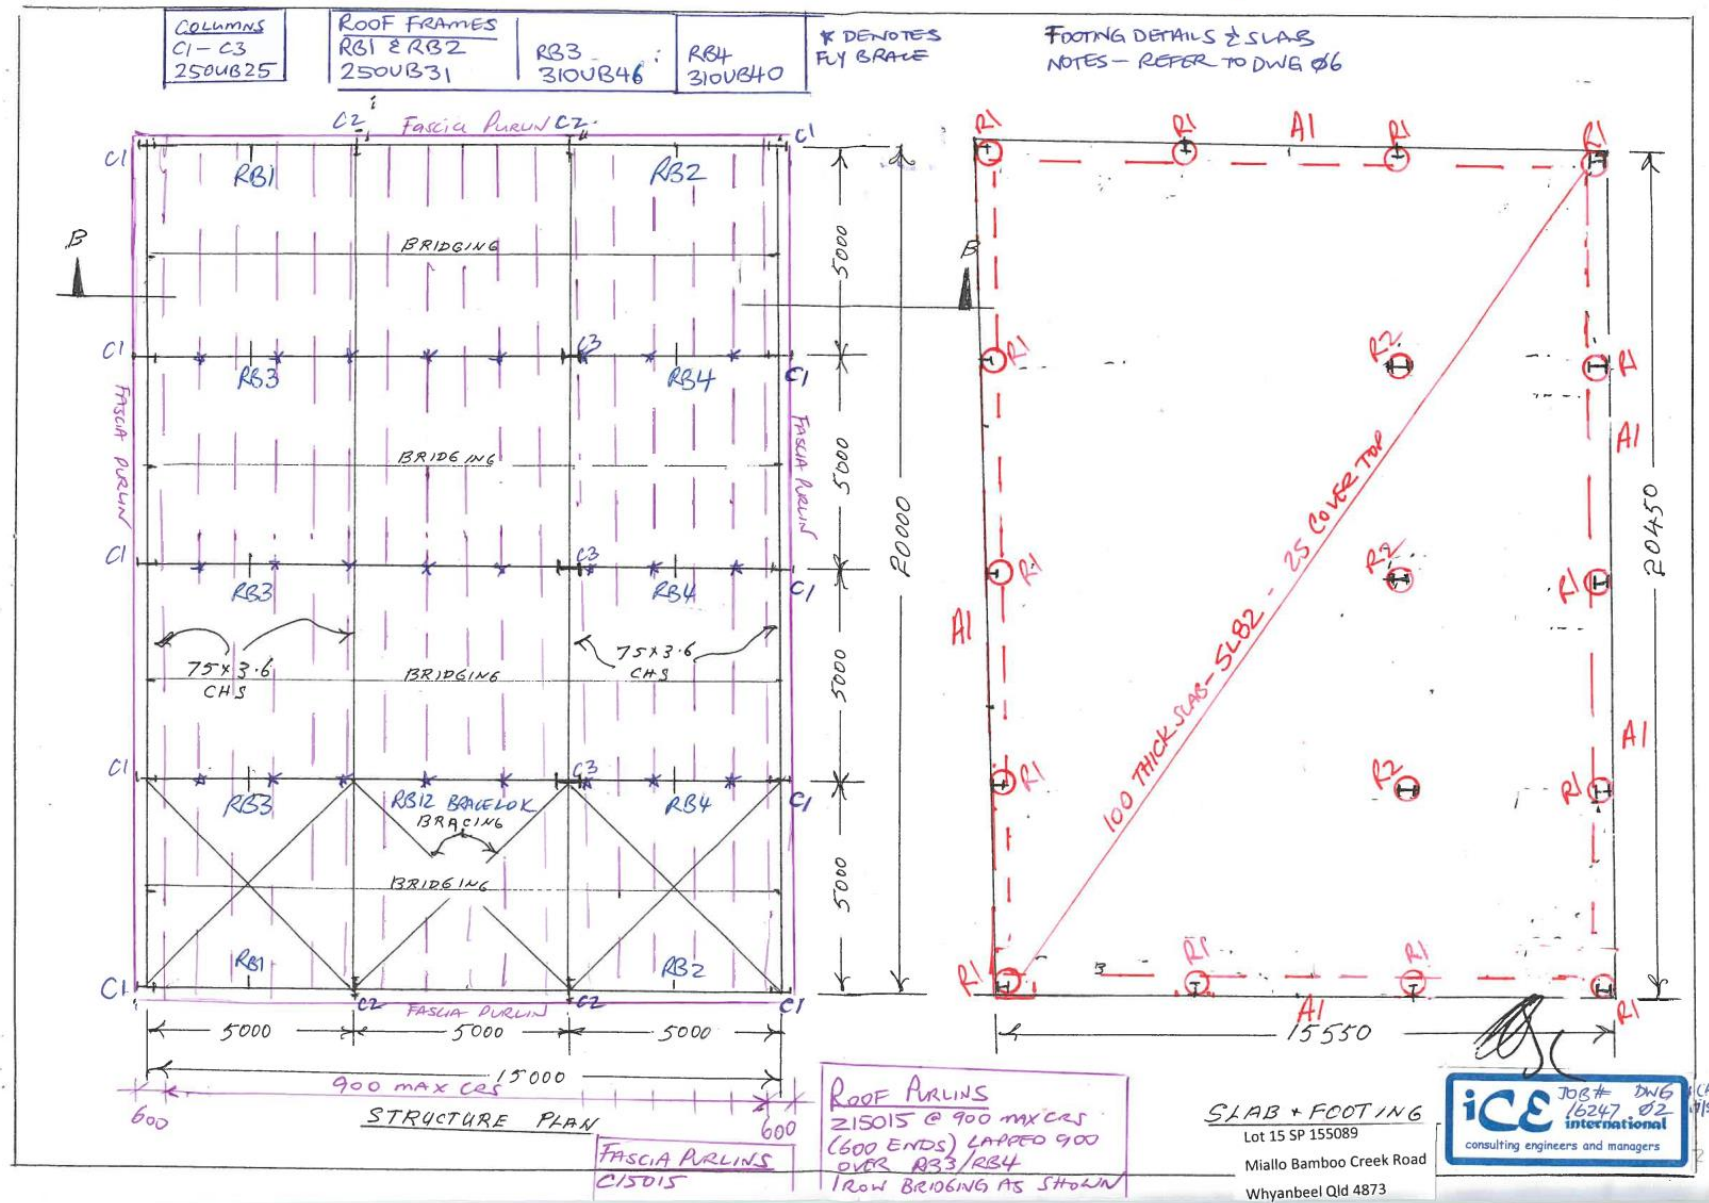 COLUMNS
C1 - C3
250UB25
ROOF FRAMES
RB1 & RB2
250UB31
RB3
310UB46
RB4
310UB40
* DENOTES
FLY BRACE
FOOTNG DETAILS & SLAB
NOTES - REFER TO DWG Ø6
C2 Fascia Purlin C2
C1
C1
RB1
RB2
B
BRIDGING
5000
C1
RB3
C3
RB4
C1
FASCIA PURLIN
FASCIA PURLIN
BRIDGING
5000
20000
C1
RB3
C3
RB4
C1
75x3.6
CHS
75x3.6
CHS
BRIDGING
5000
C1
RB3
RB12 BRACELOK
BRACING
C3
RB4
C1
BRIDGING
5000
RB1
RB2
C1
C2
FASCIA PURLIN
C2
C1
5000
5000
5000
15000
900 MAX CRS
600
600
STRUCTURE PLAN
FASCIA PURLINS
C15015
ROOF PURLINS
Z15015 @ 900 MAX CRS
(600 ENDS) LAPPED 900
OVER RB3/RB4
1 ROW BRIDGING AS SHOWN
R1
R1
A1
R1
R1
B
R1
R2
R1
A1
R1
R2
R1
A1
20450
100 THICK SLAB - SL82 - 25 COVER TOP
A1
R1
R2
R1
R1
R1
R1
A1
R1
15550
SLAB + FOOTING
Lot 15 SP 155089
Miallo Bamboo Creek Road
Whyanbeel Qld 4873
iCE
international
consulting engineers and managers
JOB# DWG
16247 .02